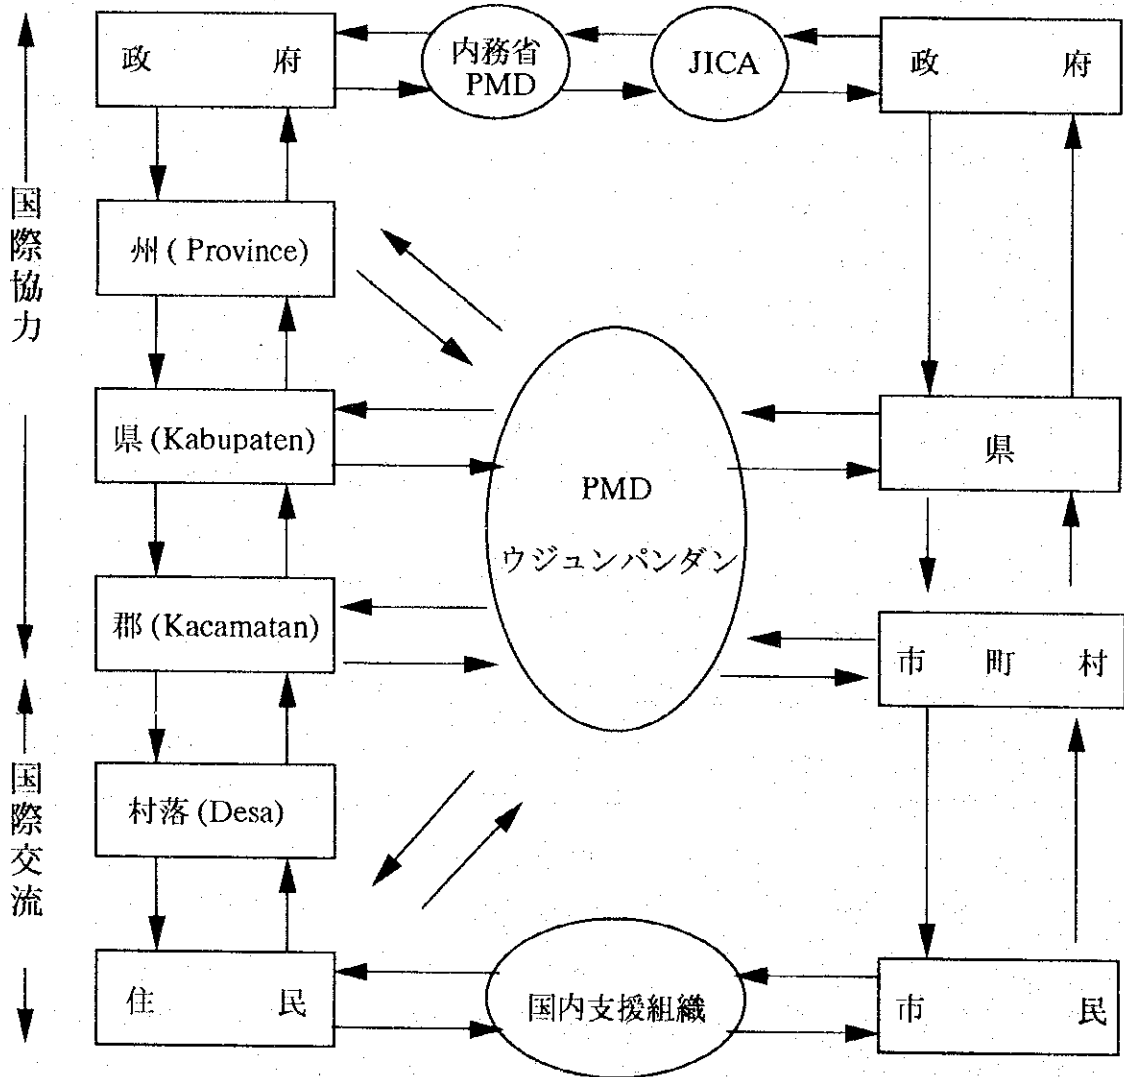 政府
内務省
PMD
JICA
政府
国際協力
州 ( Province)
県 (Kabupaten)
PMD
ウジュンパンダン
県
郡 (Kacamatan)
市町村
国際交流
村落 (Desa)
住民
国内支援組織
市民